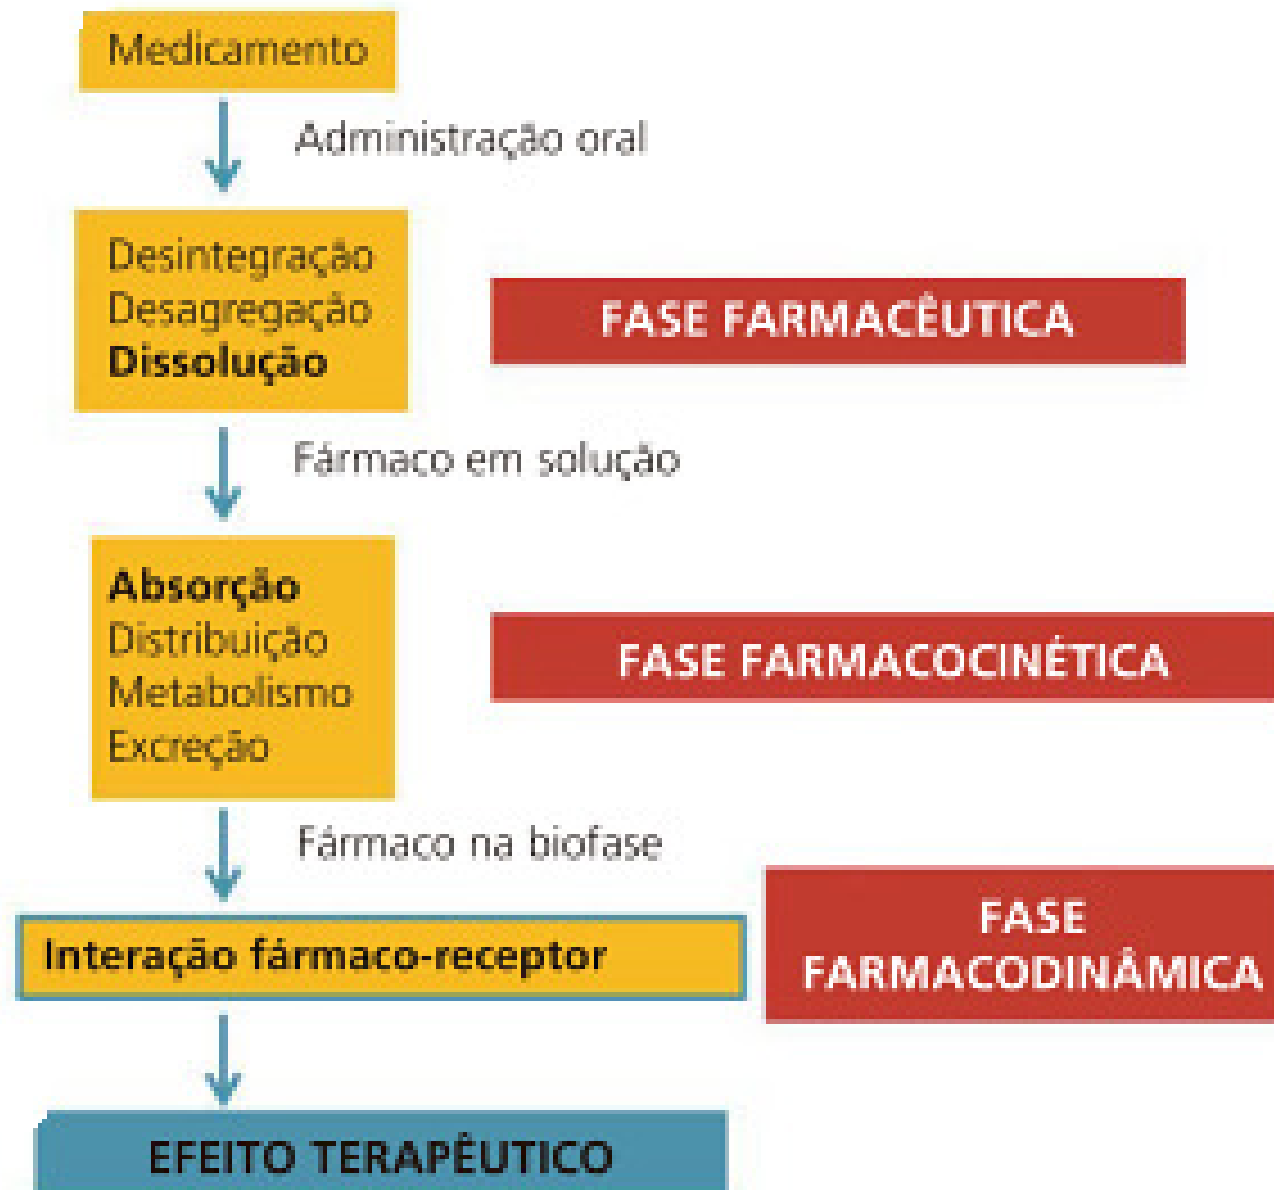 Medicamento
Administração oral
Desintegração
Desagregação
Dissolução
FASE FARMACÊUTICA
Fármaco em solução
Absorção
Distribuição
Metabolismo
Excreção
FASE FARMACOCINÉTICA
Fármaco na biofase
Interação fármaco-receptor
FASE
FARMACODINÂMICA
EFEITO TERAPÊUTICO